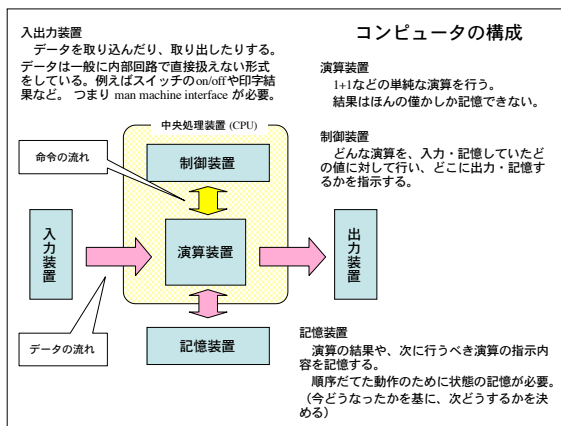 コンピュータの構成
入出力装置
データを取り込んだり、取り出したりする。
データは一般に内部回路で直接扱えない形式
をしている。例えばスイッチのon/offや印字結
果など。 つまり man machine interface が必要。
演算装置
1+1などの単純な演算を行う。
結果はほんの僅かしか記憶できない。
制御装置
どんな演算を、入力・記憶していたど
の値に対して行い、どこに出力・記憶す
るかを指示する。
中央処理装置 (CPU)
命令の流れ
制御装置
入力装置
演算装置
出力装置
データの流れ
記憶装置
記憶装置
演算の結果や、次に行うべき演算の指示内
容を記憶する。
順序だてた動作のために状態の記憶が必要。
（今どうなったかを基に、次どうするかを決
める）